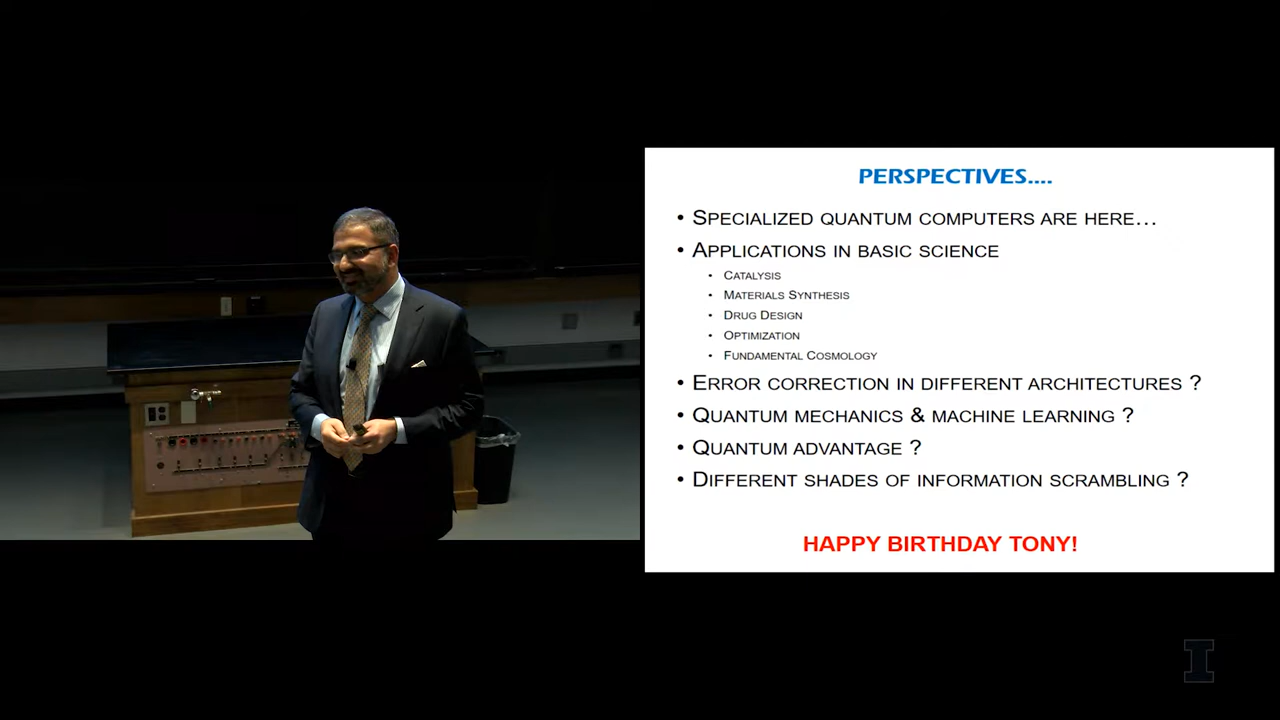 PERSPECTIVES....
• SPECIALIZED QUANTUM COMPUTERS ARE HERE…
• APPLICATIONS IN BASIC SCIENCE
• CATALYSIS
• MATERIALS SYNTHESIS
• DRUG DESIGN
• OPTIMIZATION
• FUNDAMENTAL COSMOLOGY
• ERROR CORRECTION IN DIFFERENT ARCHITECTURES ?
• QUANTUM MECHANICS & MACHINE LEARNING ?
• QUANTUM ADVANTAGE ?
• DIFFERENT SHADES OF INFORMATION SCRAMBLING ?
HAPPY BIRTHDAY TONY!
I